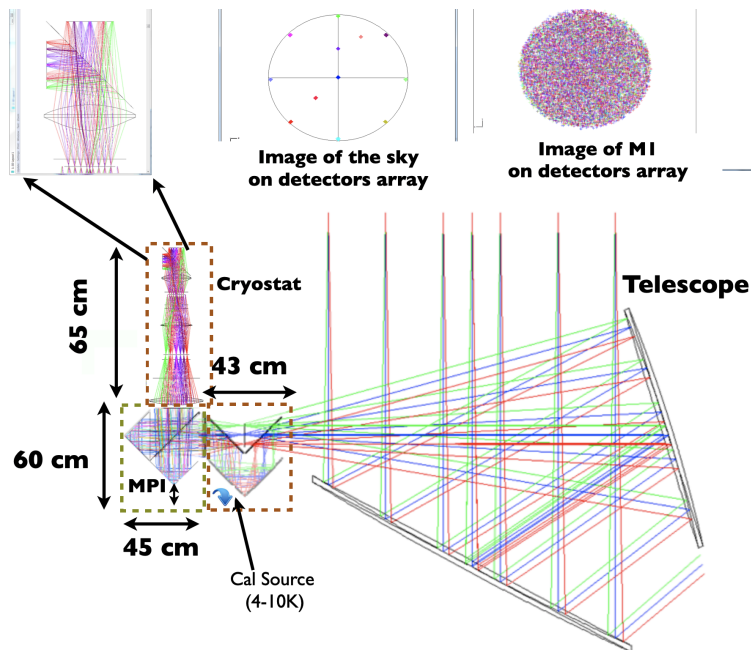 Image of the sky
on detectors array
Image of M1
on detectors array
Cryostat
Telescope
65 cm
43 cm
60 cm
MPI
45 cm
Cal Source
(4-10K)